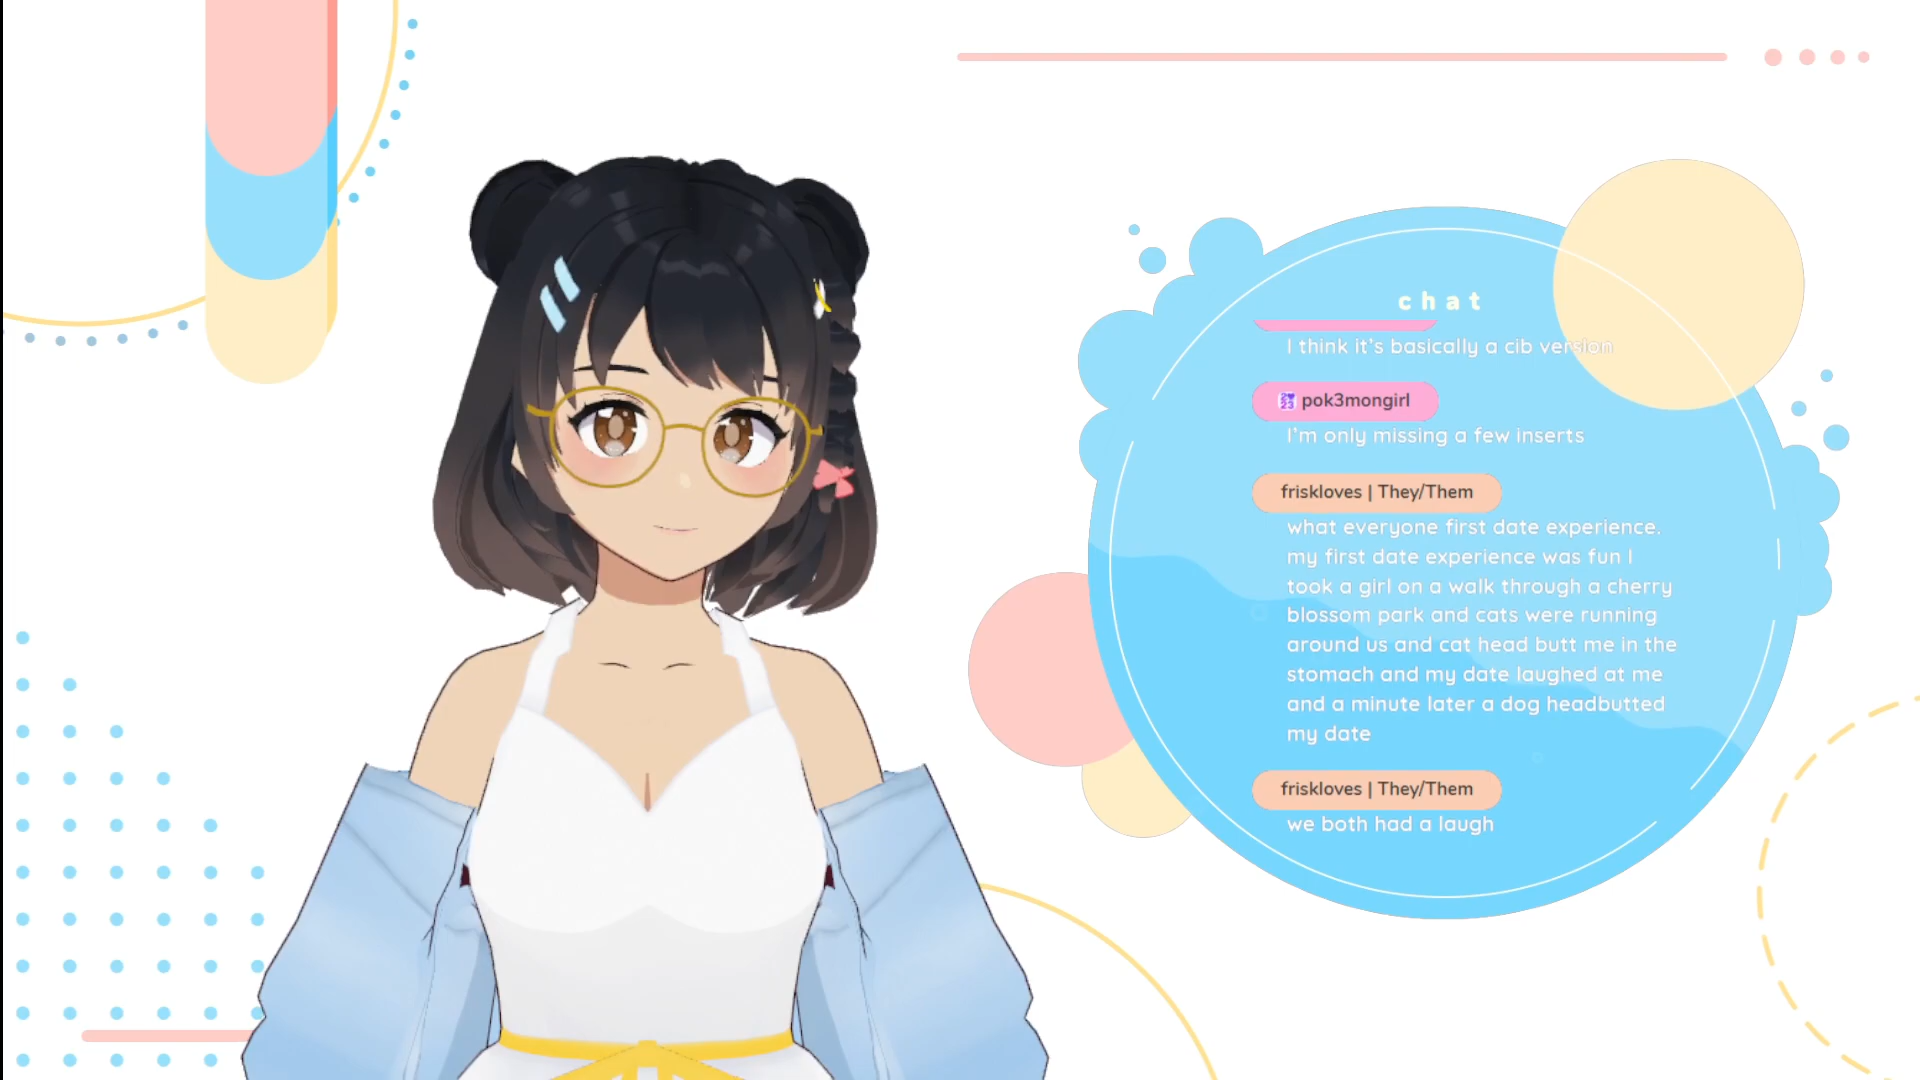 chat
I think it's basically a cib version
pok3mongirl
I'm only missing a few inserts
friskloves | They/Them
what everyone first date experience.
my first date experience was fun I
took a girl on a walk through a cherry
blossom park and cats were running
around us and cat head butt me in the
stomach and my date laughed at me
and a minute later a dog headbutted
my date
friskloves | They/Them
we both had a laugh